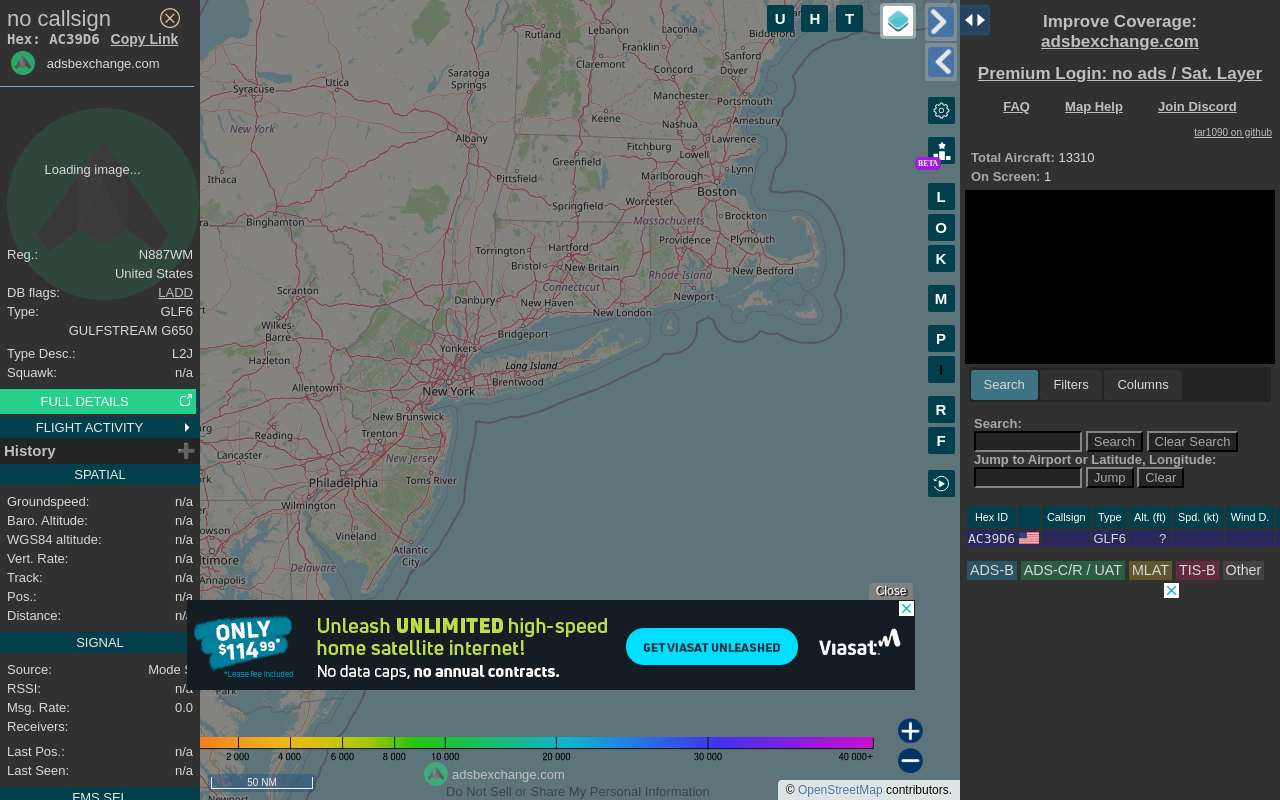 no callsign
Hex: AC39D6 Copy Link
adsbexchange.com
Loading image...
Reg.: N887WM
United States
DB flags: LADD
Type: GLF6
GULFSTREAM G650
Type Desc.: L2J
Squawk: n/a
FULL DETAILS
FLIGHT ACTIVITY
History
SPATIAL
Groundspeed: n/a
Baro. Altitude: n/a
WGS84 altitude: n/a
Vert. Rate: n/a
Track: n/a
Pos.: n/a
Distance: n/a
SIGNAL
Source: Mode S
RSSI: n/a
Msg. Rate: 0.0
Receivers:
Last Pos.: n/a
Last Seen: n/a
FMS SEL
U H T
L
O
K
M
P
I
R
F
BETA
Rutland
Lebanon
Laconia
Biddeford
Franklin
Claremont
Sanford
Concord
Dover
Saratoga
Springs
Utica
Syracuse
Manchester
Portsmouth
Keene
Nashua
Amesbury
New York
Albany
Lawrence
Fitchburg
Lowell
Greenfield
Lynn
Ithaca
Pittsfield
Marlborough
Boston
Springfield
Worcester
Brockton
Binghamton
Massachusetts
Torrington
Hartford
Providence
Plymouth
Bristol
New Britain
New Bedford
Rhode Island
Connecticut
Scranton
Danbury
New Haven
Newport
New London
Wilkes-
Barre
Bridgeport
Yonkers
Hazleton
Long Island
Brentwood
Allentown
New York
New Brunswick
Reading
Trenton
Lancaster
New Jersey
Toms River
Philadelphia
Wilmington
Vineland
Atlantic
City
Annapolis
Delaware
Park
Close
ONLY
$114.99*
*Lease fee included
Unleash UNLIMITED high-speed
home satellite internet!
No data caps, no annual contracts.
GET VIASAT UNLEASHED
Viasat
2 000 4 000 6 000 8 000 10 000 20 000 30 000 40 000+
50 NM
adsbexchange.com
Do Not Sell or Share My Personal Information
© OpenStreetMap contributors.
Improve Coverage:
adsbexchange.com
Premium Login: no ads / Sat. Layer
FAQ Map Help Join Discord
tar1090 on github
Total Aircraft: 13310
On Screen: 1
Search Filters Columns
Search:
Search Clear Search
Jump to Airport or Latitude, Longitude:
Jump Clear
Hex ID Callsign Type Alt. (ft) Spd. (kt) Wind D.
AC39D6 GLF6 ?
ADS-B ADS-C/R / UAT MLAT TIS-B Other